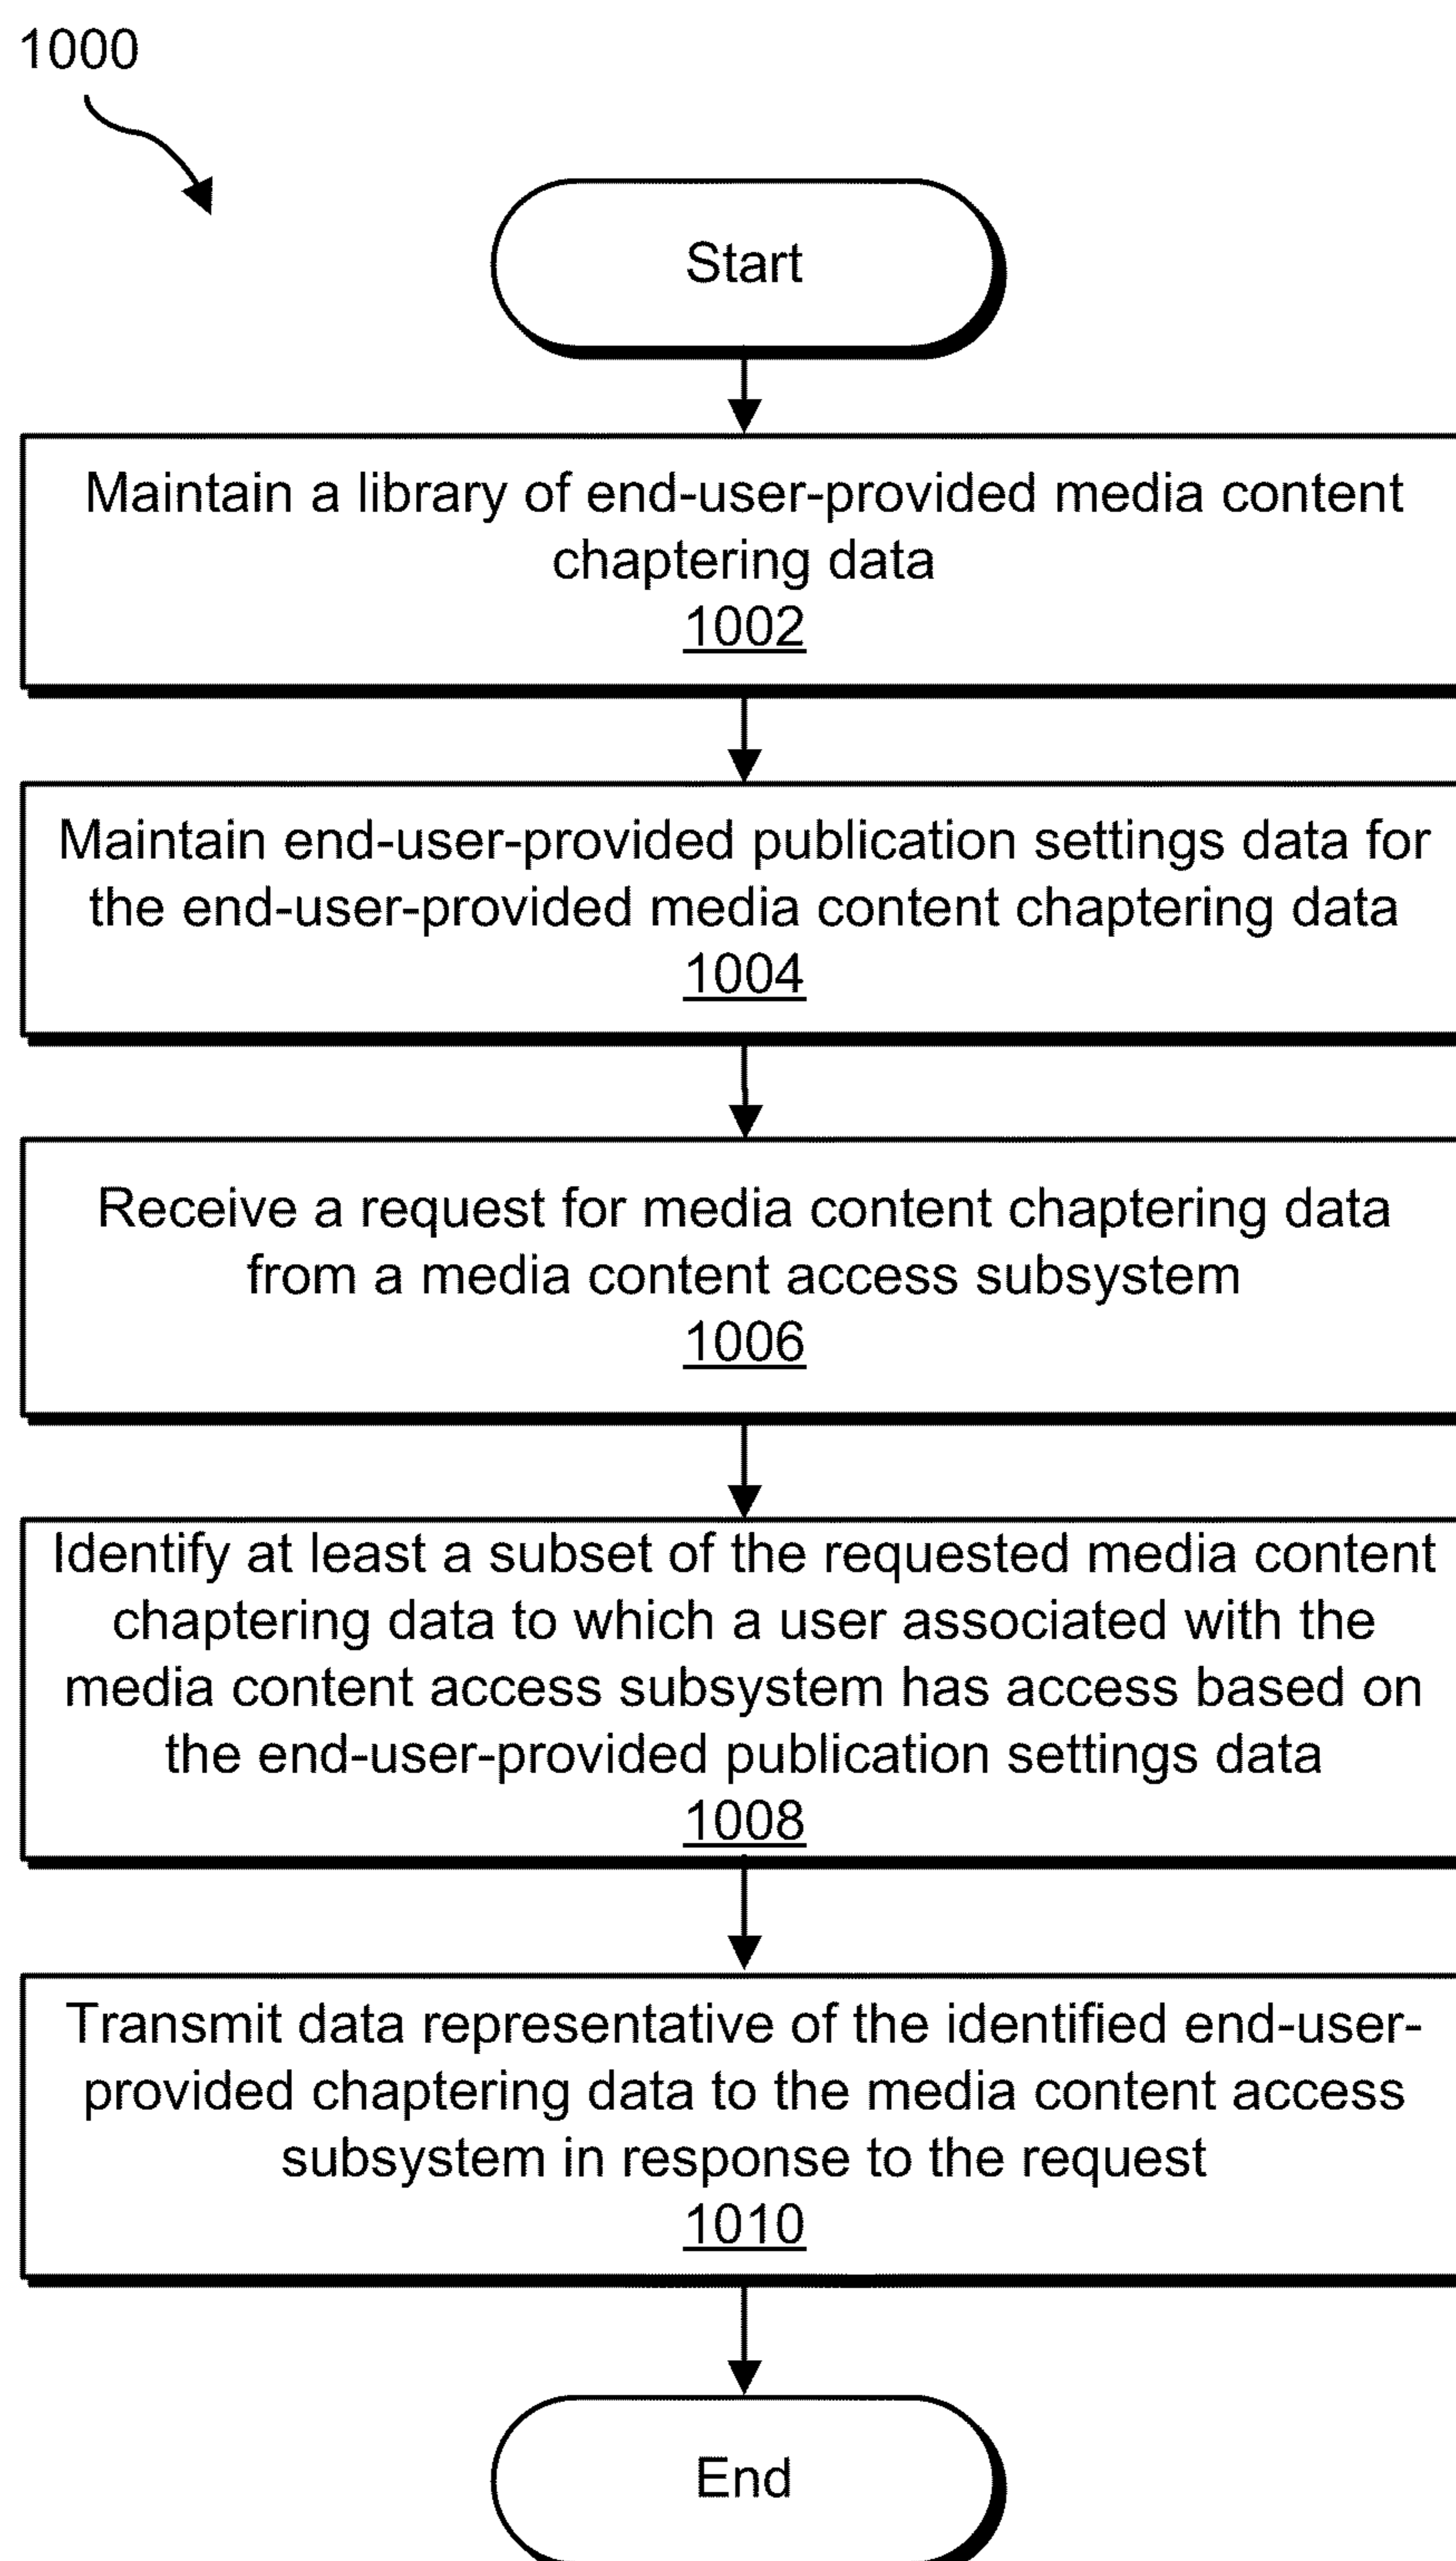 1000
Start
Maintain a library of end-user-provided media content
chaptering data
1002
Maintain end-user-provided publication settings data for
the end-user-provided media content chaptering data
1004
Receive a request for media content chaptering data
from a media content access subsystem
1006
Identify at least a subset of the requested media content
chaptering data to which a user associated with the
media content access subsystem has access based on
the end-user-provided publication settings data
1008
Transmit data representative of the identified end-user-
provided chaptering data to the media content access
subsystem in response to the request
1010
End